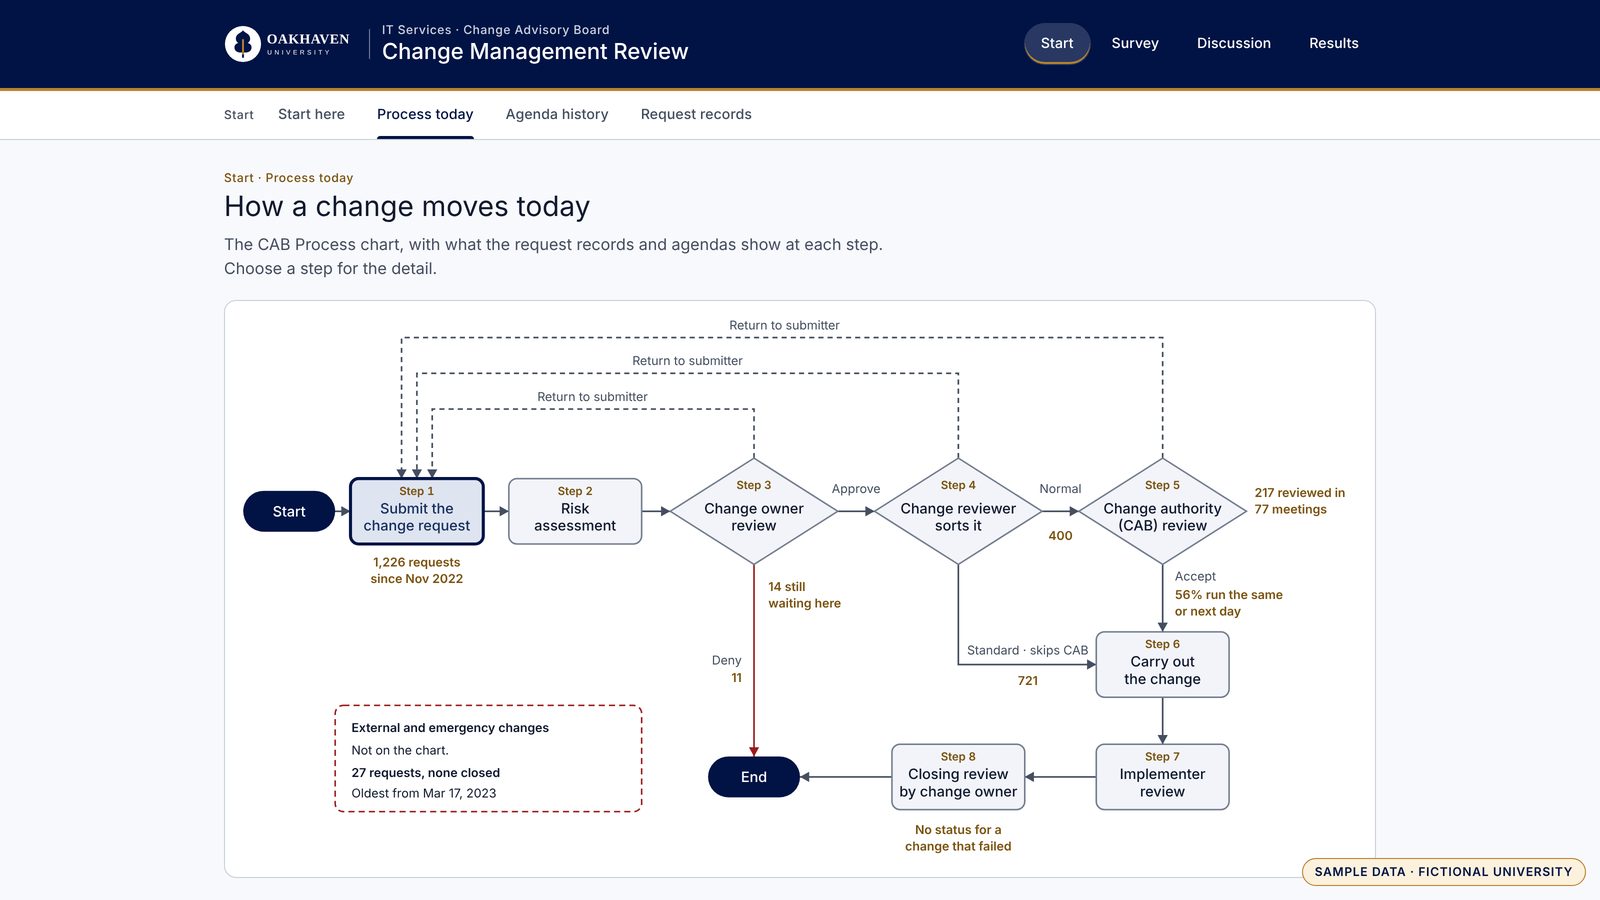 OAKHAVEN
UNIVERSITY
IT Services · Change Advisory Board
Change Management Review
Start
Survey
Discussion
Results
Start
Start here
Process today
Agenda history
Request records
Start · Process today
How a change moves today
The CAB Process chart, with what the request records and agendas show at each step.
Choose a step for the detail.
Return to submitter
Return to submitter
Return to submitter
Start
Step 1
Submit the
change request
1,226 requests
since Nov 2022
Step 2
Risk
assessment
Step 3
Change owner
review
Approve
Step 4
Change reviewer
sorts it
Normal
400
Step 5
Change authority
(CAB) review
217 reviewed in
77 meetings
14 still
waiting here
Accept
56% run the same
or next day
Deny
11
Standard · skips CAB
721
Step 6
Carry out
the change
External and emergency changes
Not on the chart.
27 requests, none closed
Oldest from Mar 17, 2023
End
Step 8
Closing review
by change owner
Step 7
Implementer
review
No status for a
change that failed
SAMPLE DATA · FICTIONAL UNIVERSITY